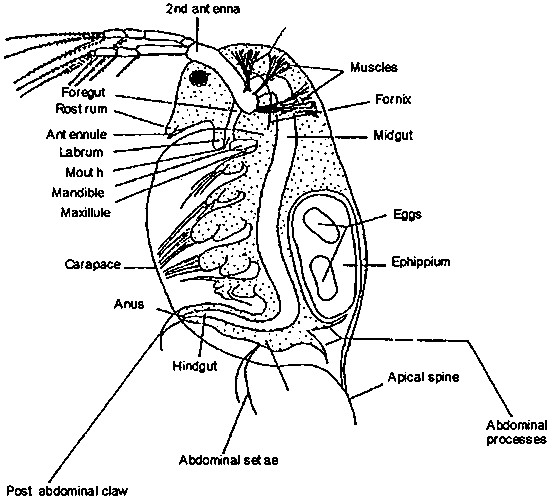 2nd antenna
Muscles
Foregut
Rostrum
Fornix
Antennule
Midgut
Labrum
Mouth
Mandible
Maxillule
Eggs
Carapace
Ephippium
Anus
Hindgut
Apical spine
Abdominal
processes
Abdominal setae
Post abdominal claw